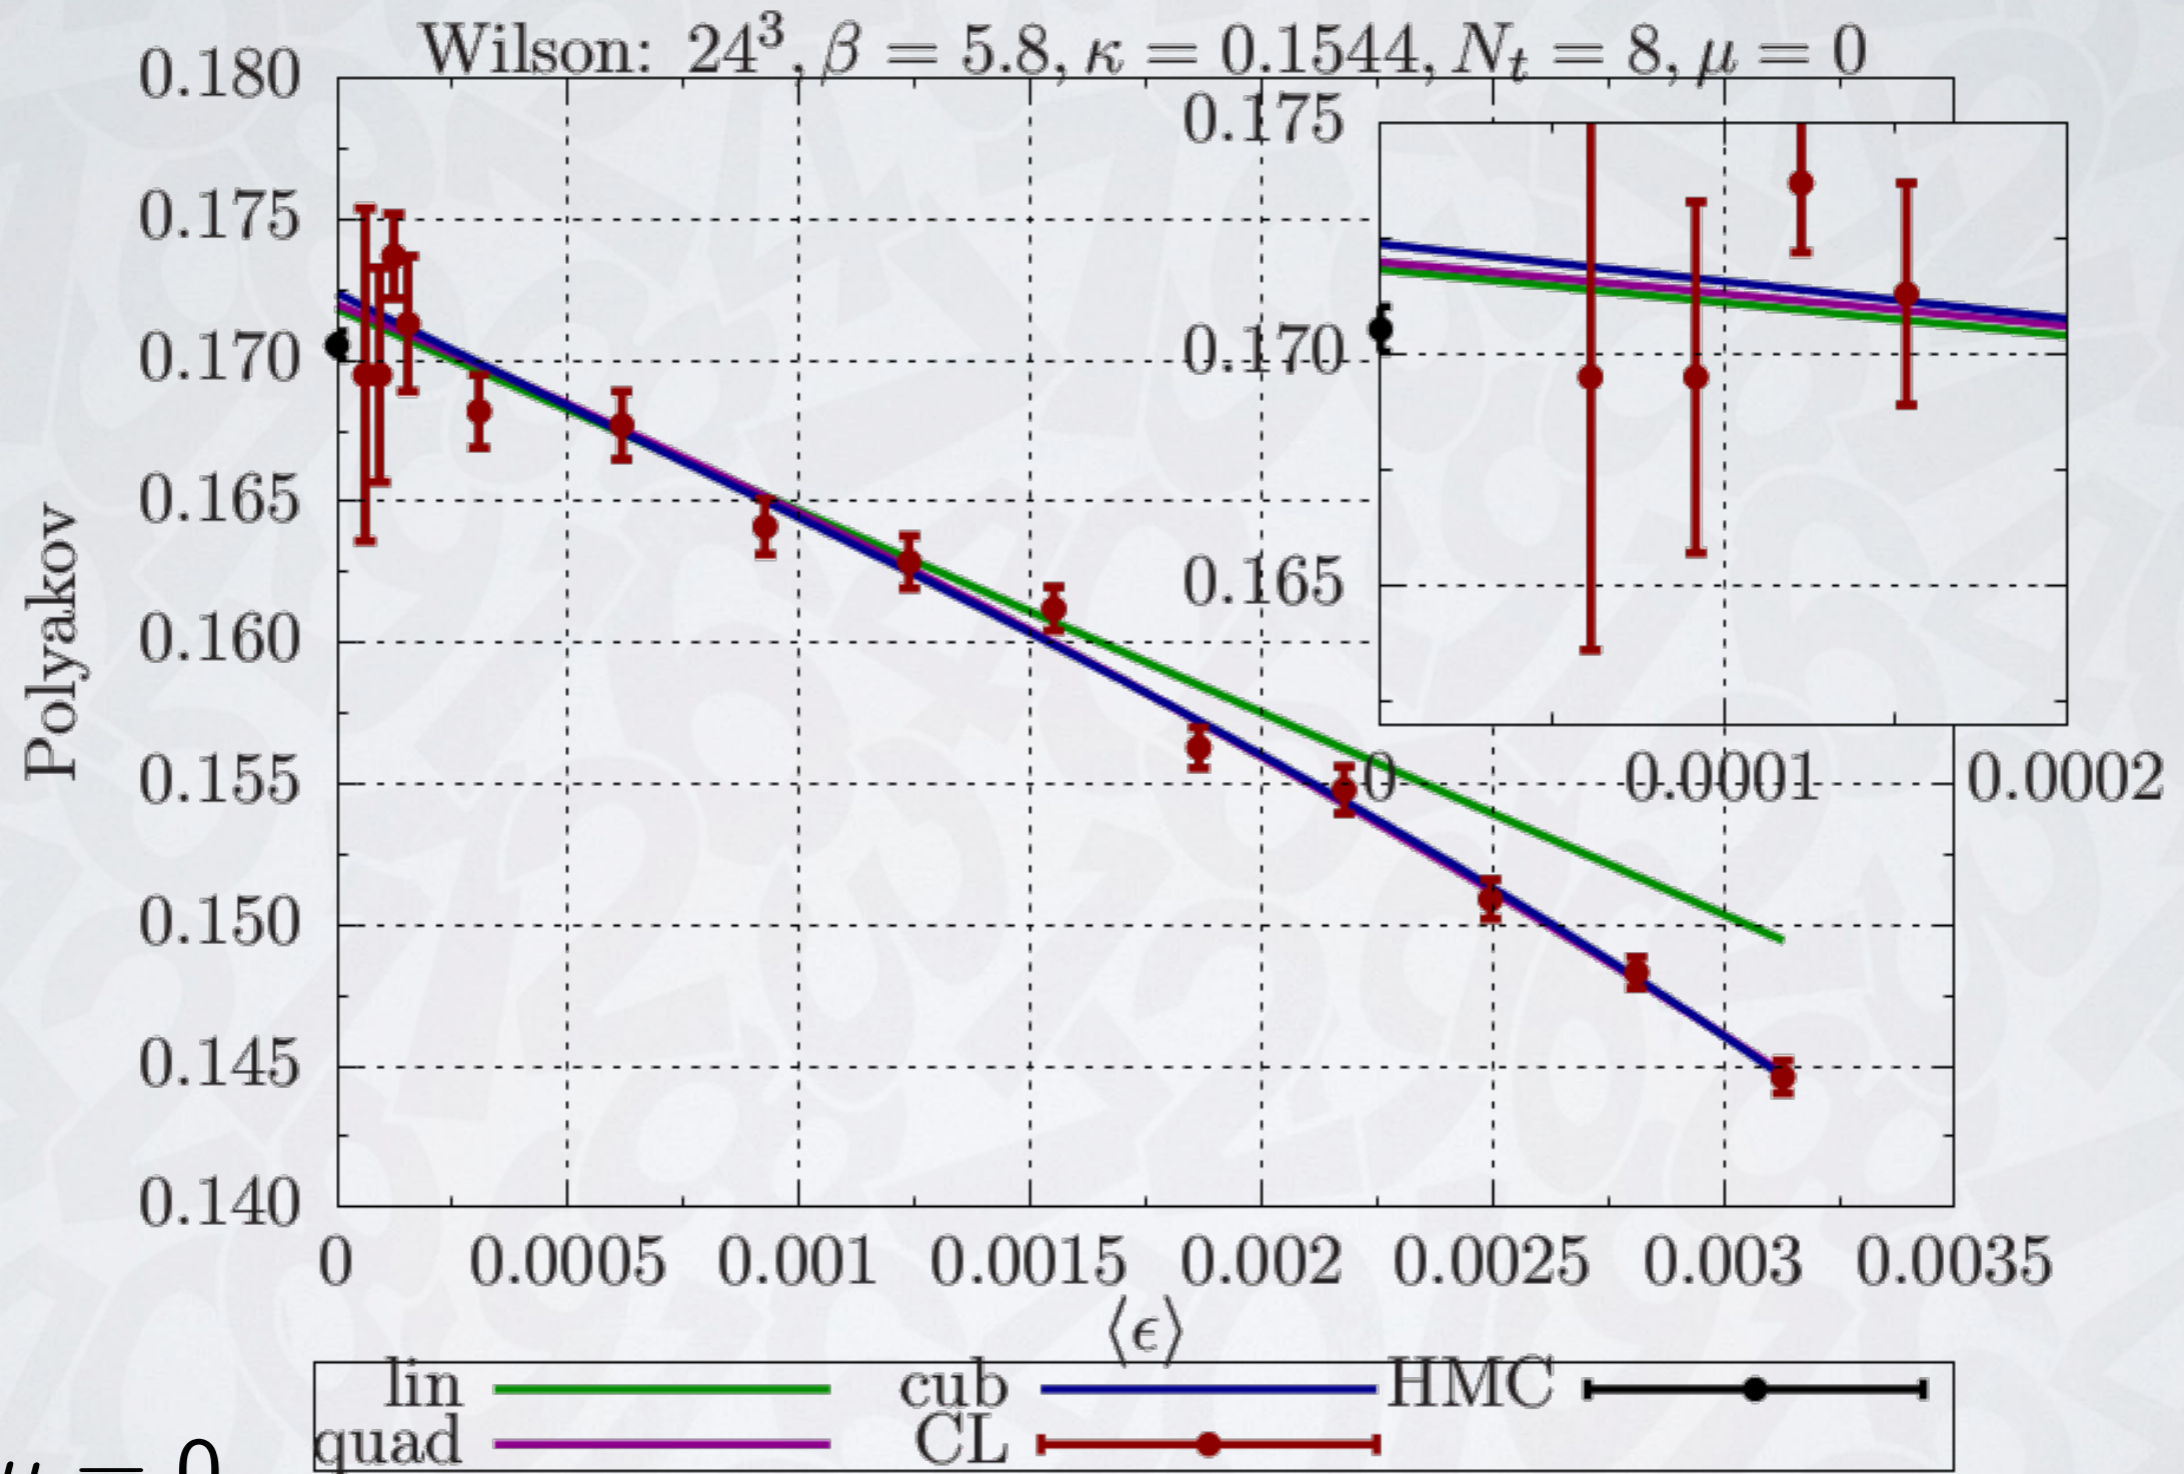 Wilson: 24³, β = 5.8, κ = 0.1544, Nₜ = 8, μ = 0
0.180
0.175
0.170
0.165
0.160
0.155
0.150
0.145
0.140
Polyakov
0.175
0.170
0.165
0 0.0001 0.0002
0 0.0005 0.001 0.0015 0.002 0.0025 0.003 0.0035
⟨ϵ⟩
lin cub HMC
quad CL
μ = 0